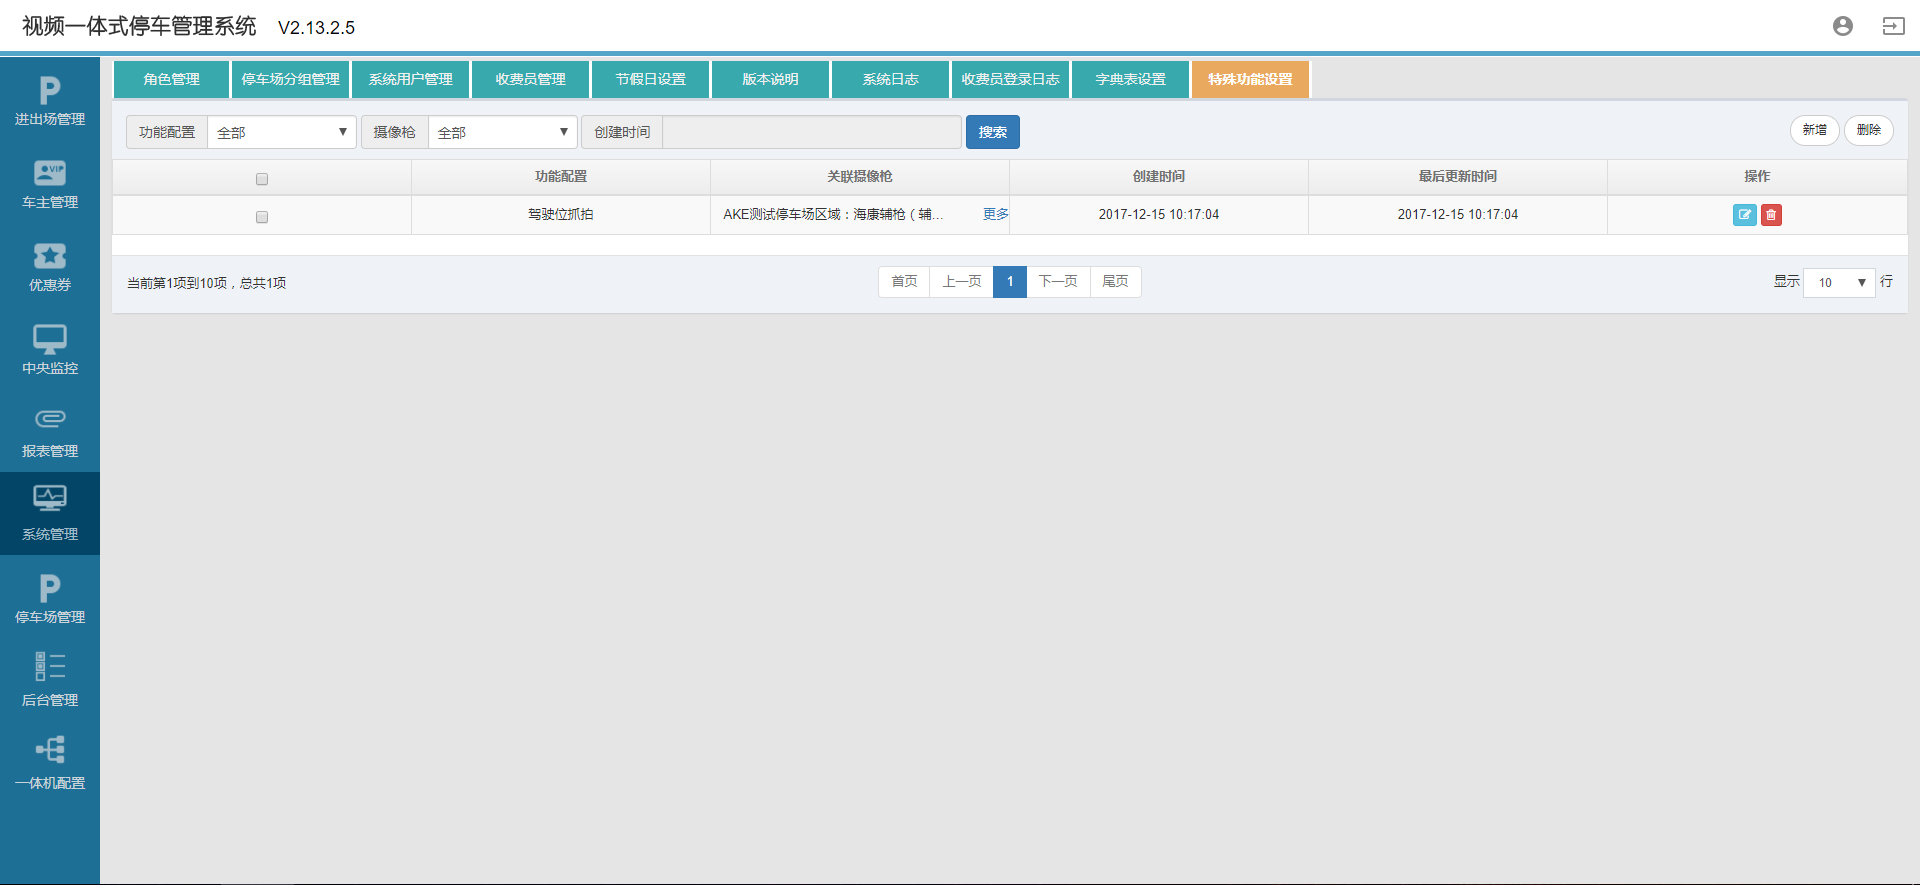 视频一体式停车管理系统 V2.13.2.5
进出场管理
VIP
车主管理
优惠券
中央监控
报表管理
系统管理
停车场管理
后台管理
一体机配置
角色管理 停车场分组管理 系统用户管理 收费员管理 节假日设置 版本说明 系统日志 收费员登录日志 字典表设置 特殊功能设置
功能配置 全部 摄像枪 全部 创建时间 搜索 新增 删除
功能配置 关联摄像枪 创建时间 最后更新时间 操作
驾驶位抓拍 AKE测试停车场区域：海康辅枪（辅... 更多 2017-12-15 10:17:04 2017-12-15 10:17:04
当前第1项到10项，总共1项 首页 上一页 1 下一页 尾页 显示 10 行